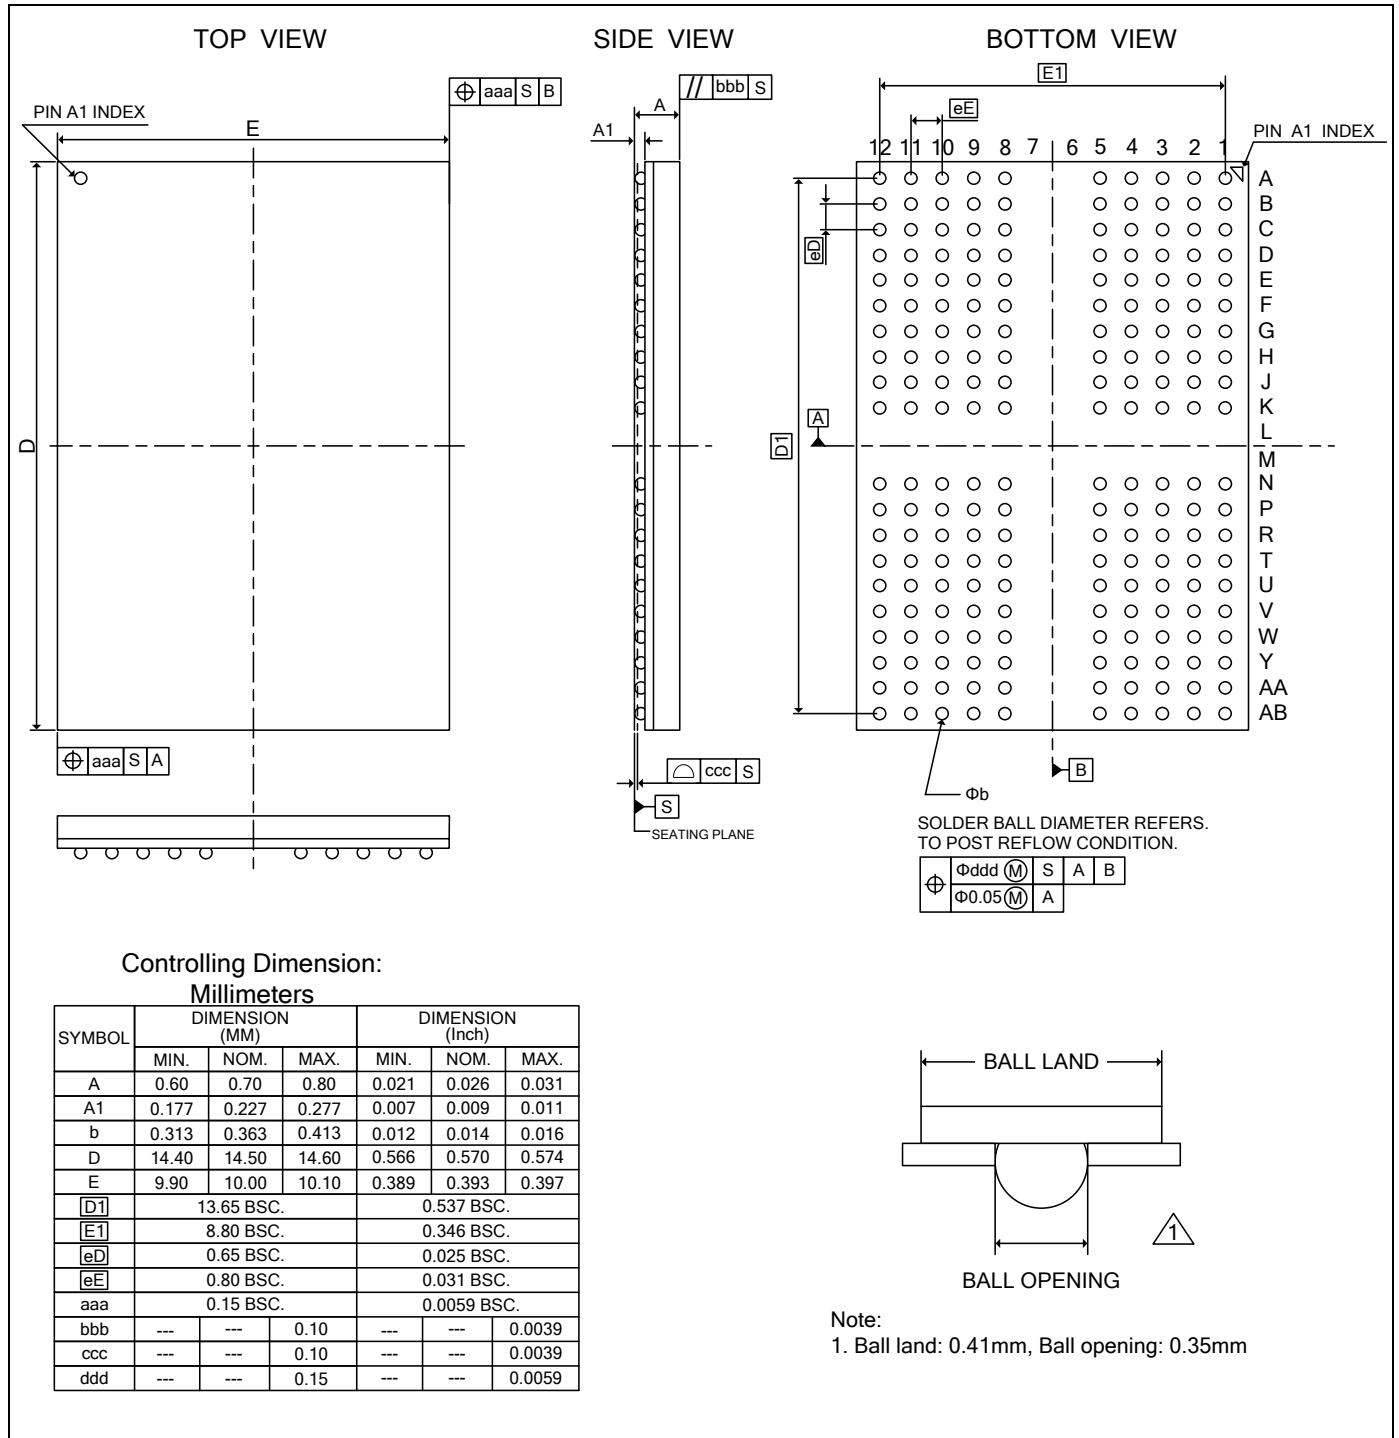 TOP VIEW
SIDE VIEW
BOTTOM VIEW
PIN A1 INDEX
E
D
aaa S B
aaa S A
// bbb S
A
A1
ccc S
S
SEATING PLANE
E1
eE
PIN A1 INDEX
12 11 10 9 8 7 6 5 4 3 2 1
A
B
C
D
E
F
G
H
J
K
L
M
N
P
R
T
U
V
W
Y
AA
AB
eD
D1
A
B
Φb
SOLDER BALL DIAMETER REFERS.
TO POST REFLOW CONDITION.
Φddd M S A B
Φ0.05 M A
Controlling Dimension:
Millimeters
SYMBOL DIMENSION (MM) DIMENSION (Inch)
MIN. NOM. MAX. MIN. NOM. MAX.
A 0.60 0.70 0.80 0.021 0.026 0.031
A1 0.177 0.227 0.277 0.007 0.009 0.011
b 0.313 0.363 0.413 0.012 0.014 0.016
D 14.40 14.50 14.60 0.566 0.570 0.574
E 9.90 10.00 10.10 0.389 0.393 0.397
D1 13.65 BSC. 0.537 BSC.
E1 8.80 BSC. 0.346 BSC.
eD 0.65 BSC. 0.025 BSC.
eE 0.80 BSC. 0.031 BSC.
aaa 0.15 BSC. 0.0059 BSC.
bbb --- --- 0.10 --- --- 0.0039
ccc --- --- 0.10 --- --- 0.0039
ddd --- --- 0.15 --- --- 0.0059
BALL LAND
1
BALL OPENING
Note:
1. Ball land: 0.41mm, Ball opening: 0.35mm